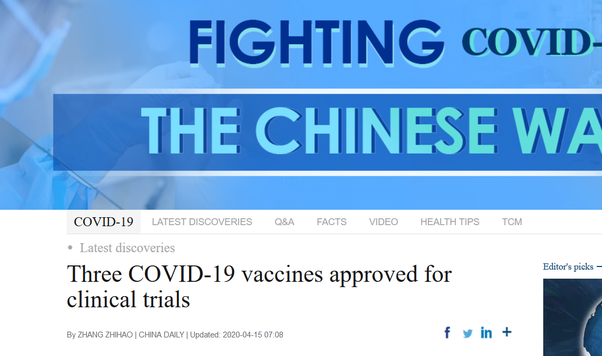 FIGHTING COVID-
THE CHINESE WA
COVID-19 LATEST DISCOVERIES Q&A FACTS VIDEO HEALTH TIPS TCM
• Latest discoveries
Three COVID-19 vaccines approved for
clinical trials
Editor's picks
By ZHANG ZHIHAO | CHINA DAILY | Updated: 2020-04-15 07:08